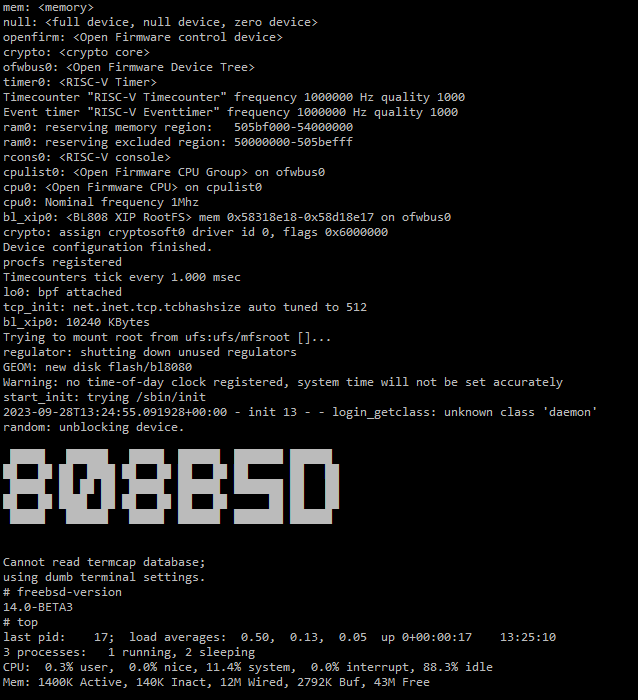 mem: <memory>
null: <full device, null device, zero device>
openfirm: <Open Firmware control device>
crypto: <crypto core>
ofwbus0: <Open Firmware Device Tree>
timer0: <RISC-V Timer>
Timecounter "RISC-V Timecounter" frequency 1000000 Hz quality 1000
Event timer "RISC-V Eventtimer" frequency 1000000 Hz quality 1000
ram0: reserving memory region:   505bf000-54000000
ram0: reserving excluded region: 50000000-505befff
rcons0: <RISC-V console>
cpulist0: <Open Firmware CPU Group> on ofwbus0
cpu0: <Open Firmware CPU> on cpulist0
cpu0: Nominal frequency 1Mhz
bl_xip0: <BL808 XIP RootFS> mem 0x58318e18-0x58d18e17 on ofwbus0
crypto: assign cryptosoft0 driver id 0, flags 0x6000000
Device configuration finished.
procfs registered
Timecounters tick every 1.000 msec
lo0: bpf attached
tcp_init: net.inet.tcp.tcbhashsize auto tuned to 512
bl_xip0: 10240 KBytes
Trying to mount root from ufs:ufs/mfsroot []...
regulator: shutting down unused regulators
GEOM: new disk flash/bl8080
Warning: no time-of-day clock registered, system time will not be set accurately
start_init: trying /sbin/init
2023-09-28T13:24:55.091928+00:00 - init 13 - - login_getclass: unknown class 'daemon'
random: unblocking device.
808BSD
Cannot read termcap database;
using dumb terminal settings.
# freebsd-version
14.0-BETA3
# top
last pid:    17;  load averages:  0.50,  0.13,  0.05  up 0+00:00:17    13:25:10
3 processes:   1 running, 2 sleeping
CPU:  0.3% user,  0.0% nice, 11.4% system,  0.0% interrupt, 88.3% idle
Mem: 1400K Active, 140K Inact, 12M Wired, 2792K Buf, 43M Free